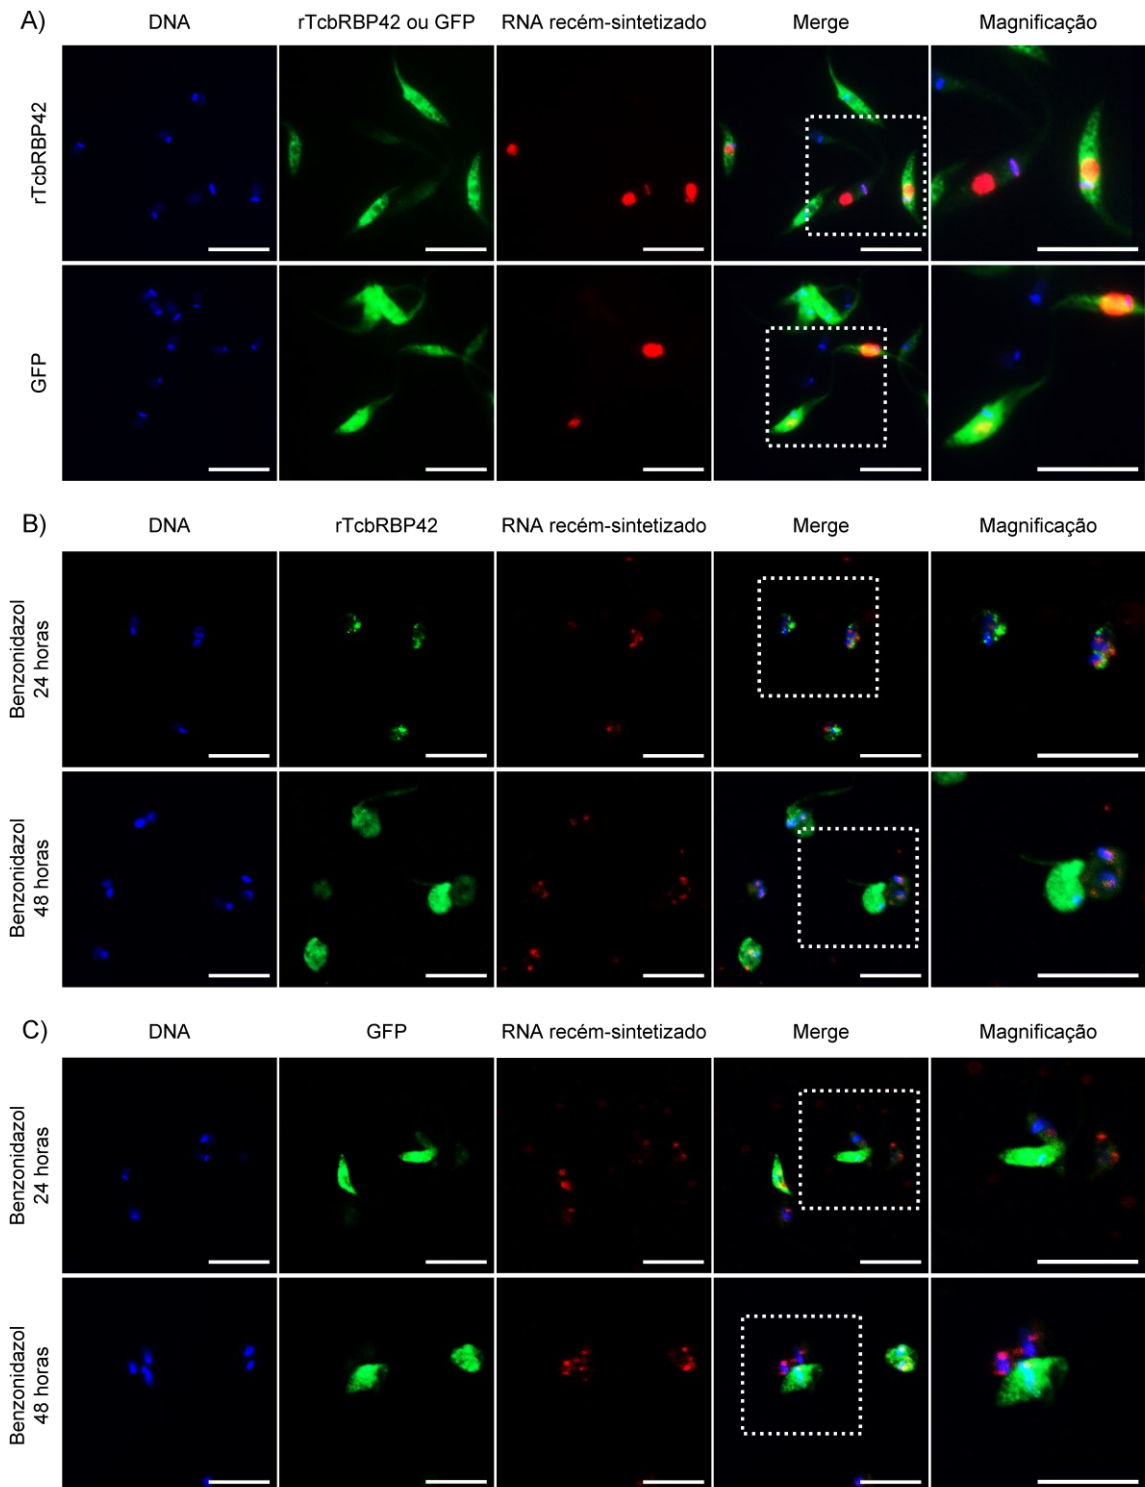 A)
DNA
rTcbRBP42 ou GFP
RNA recém-sintetizado
Merge
Magnificação
rTcbRBP42
GFP
B)
DNA
rTcbRBP42
RNA recém-sintetizado
Merge
Magnificação
Benzonidazol
24 horas
Benzonidazol
48 horas
C)
DNA
GFP
RNA recém-sintetizado
Merge
Magnificação
Benzonidazol
24 horas
Benzonidazol
48 horas